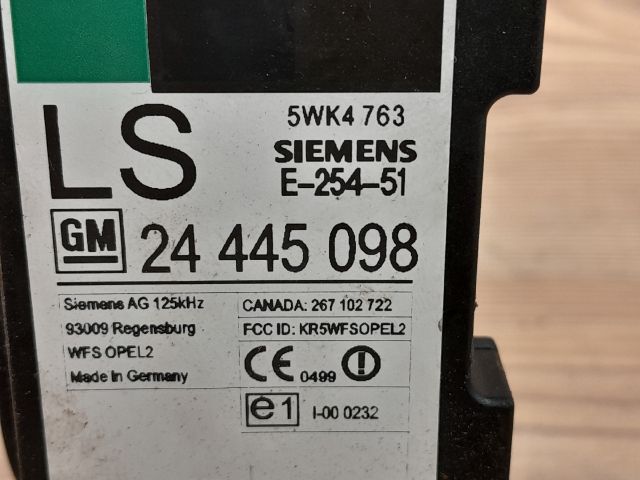 LS
5WK4 763
SIEMENS
E-254-51
GM 24 445 098
Siemens AG 125kHz
93009 Regensburg
WFS OPEL2
Made In Germany
CANADA: 267 102 722
FCC ID: KR5WFSOPEL2
CE 0499
e1 I-00 0232